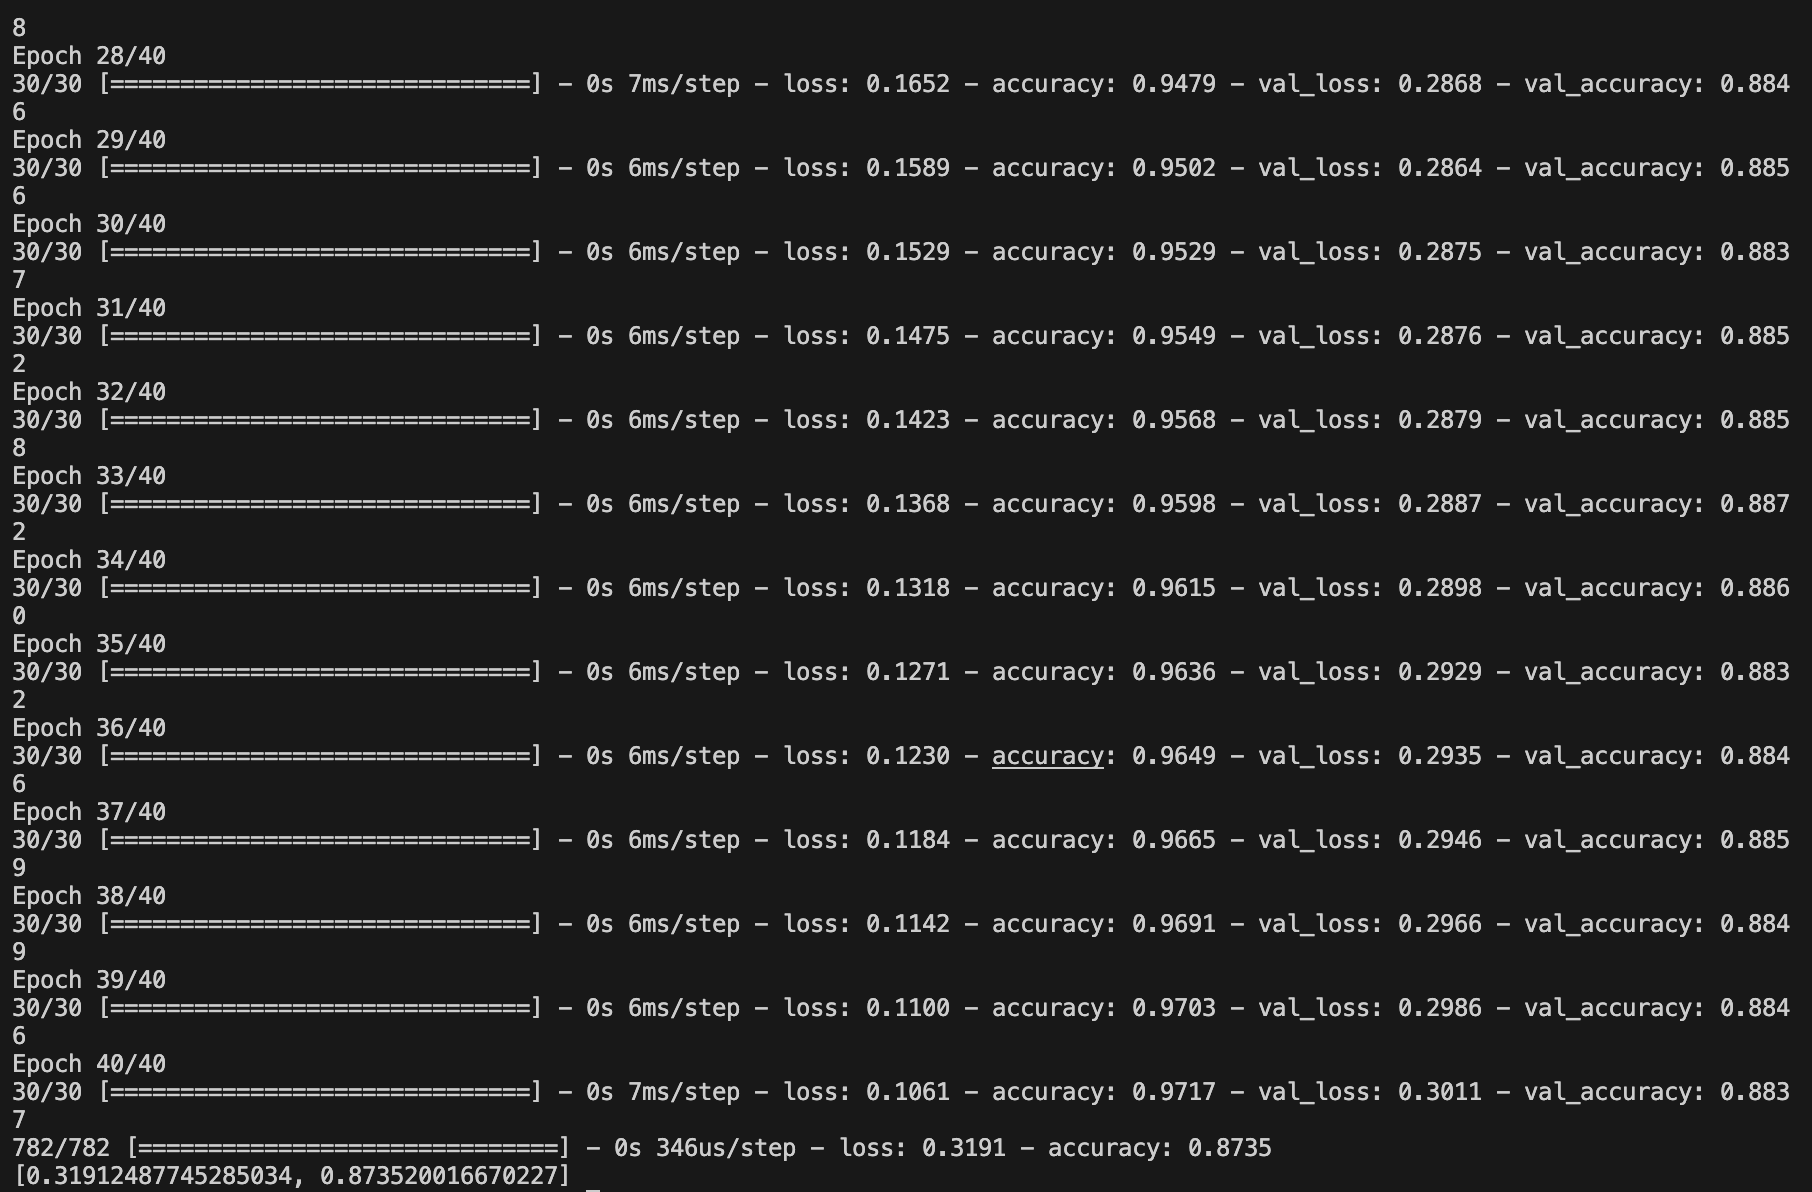 8
Epoch 28/40
30/30 [==============================] - 0s 7ms/step - loss: 0.1652 - accuracy: 0.9479 - val_loss: 0.2868 - val_accuracy: 0.884
6
Epoch 29/40
30/30 [==============================] - 0s 6ms/step - loss: 0.1589 - accuracy: 0.9502 - val_loss: 0.2864 - val_accuracy: 0.885
6
Epoch 30/40
30/30 [==============================] - 0s 6ms/step - loss: 0.1529 - accuracy: 0.9529 - val_loss: 0.2875 - val_accuracy: 0.883
7
Epoch 31/40
30/30 [==============================] - 0s 6ms/step - loss: 0.1475 - accuracy: 0.9549 - val_loss: 0.2876 - val_accuracy: 0.885
2
Epoch 32/40
30/30 [==============================] - 0s 6ms/step - loss: 0.1423 - accuracy: 0.9568 - val_loss: 0.2879 - val_accuracy: 0.885
8
Epoch 33/40
30/30 [==============================] - 0s 6ms/step - loss: 0.1368 - accuracy: 0.9598 - val_loss: 0.2887 - val_accuracy: 0.887
2
Epoch 34/40
30/30 [==============================] - 0s 6ms/step - loss: 0.1318 - accuracy: 0.9615 - val_loss: 0.2898 - val_accuracy: 0.886
0
Epoch 35/40
30/30 [==============================] - 0s 6ms/step - loss: 0.1271 - accuracy: 0.9636 - val_loss: 0.2929 - val_accuracy: 0.883
2
Epoch 36/40
30/30 [==============================] - 0s 6ms/step - loss: 0.1230 - accuracy: 0.9649 - val_loss: 0.2935 - val_accuracy: 0.884
6
Epoch 37/40
30/30 [==============================] - 0s 6ms/step - loss: 0.1184 - accuracy: 0.9665 - val_loss: 0.2946 - val_accuracy: 0.885
9
Epoch 38/40
30/30 [==============================] - 0s 6ms/step - loss: 0.1142 - accuracy: 0.9691 - val_loss: 0.2966 - val_accuracy: 0.884
9
Epoch 39/40
30/30 [==============================] - 0s 6ms/step - loss: 0.1100 - accuracy: 0.9703 - val_loss: 0.2986 - val_accuracy: 0.884
6
Epoch 40/40
30/30 [==============================] - 0s 7ms/step - loss: 0.1061 - accuracy: 0.9717 - val_loss: 0.3011 - val_accuracy: 0.883
7
782/782 [==============================] - 0s 346us/step - loss: 0.3191 - accuracy: 0.8735
[0.31912487745285034, 0.873520016670227]